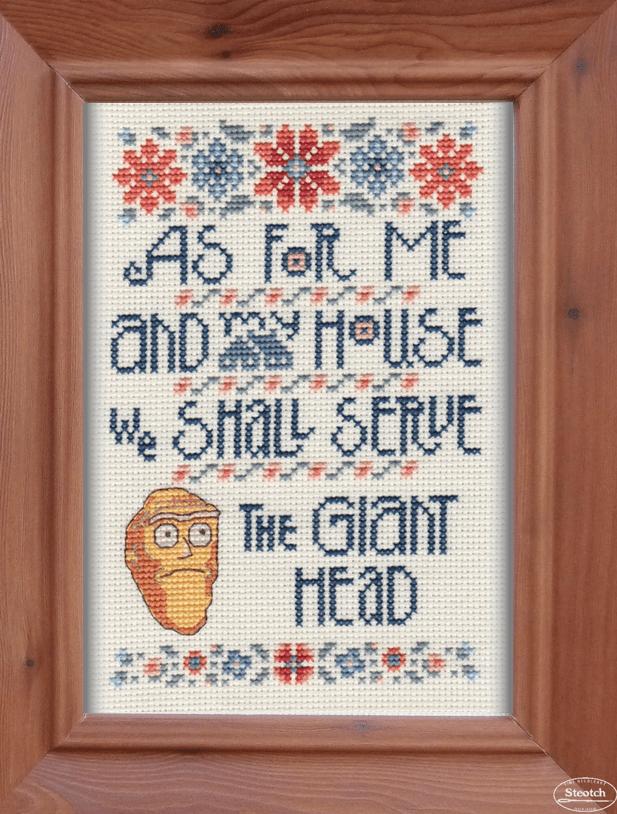 As for me
and my House
We Shall Serve
The Giant
Head
Steotch